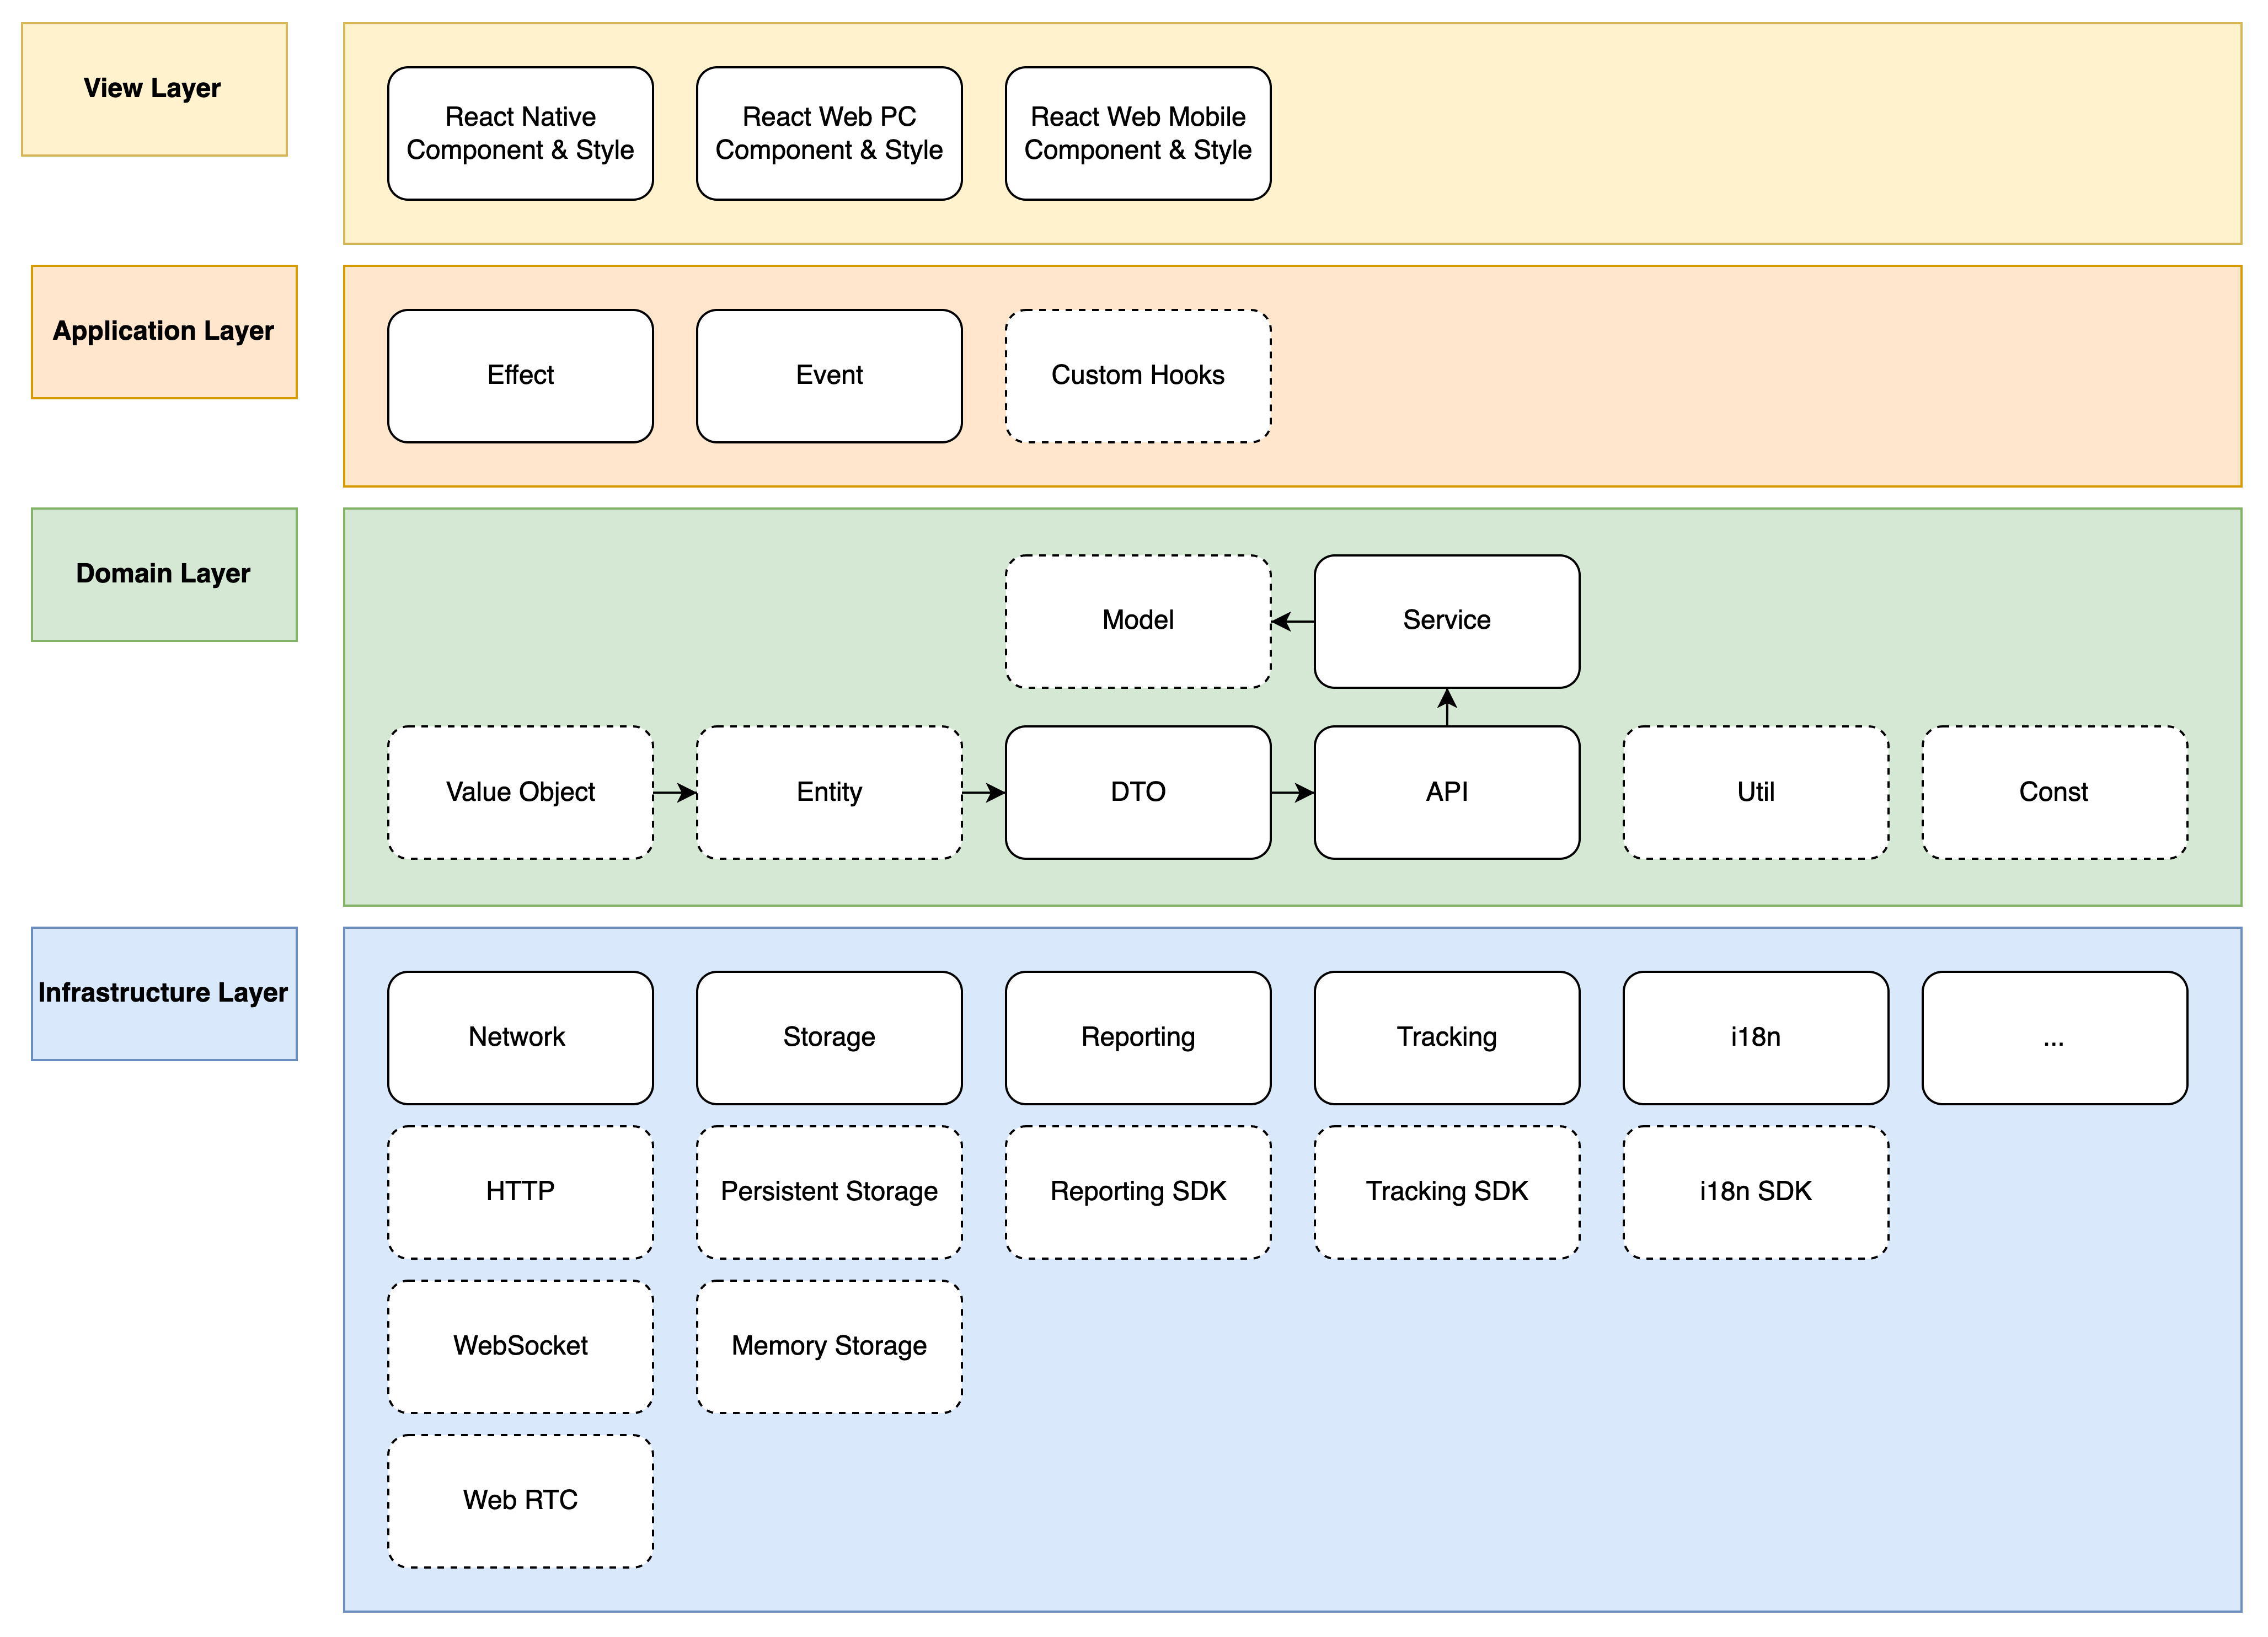 View Layer
React Native
Component & Style
React Web PC
Component & Style
React Web Mobile
Component & Style
Application Layer
Effect
Event
Custom Hooks
Domain Layer
Model
Service
Value Object
Entity
DTO
API
Util
Const
Infrastructure Layer
Network
Storage
Reporting
Tracking
i18n
...
HTTP
Persistent Storage
Reporting SDK
Tracking SDK
i18n SDK
WebSocket
Memory Storage
Web RTC